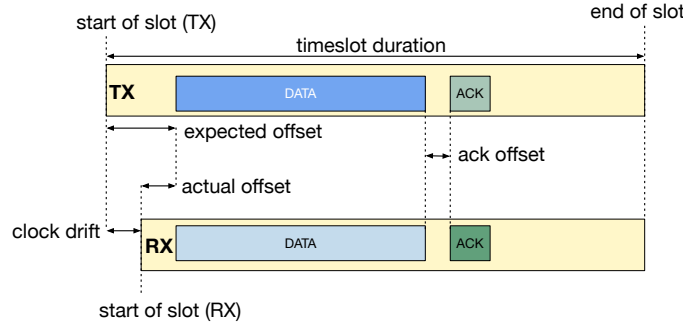 end of slot
start of slot (TX)
timeslot duration
TX
DATA
ACK
expected offset
ack offset
actual offset
clock drift
RX
DATA
ACK
start of slot (RX)